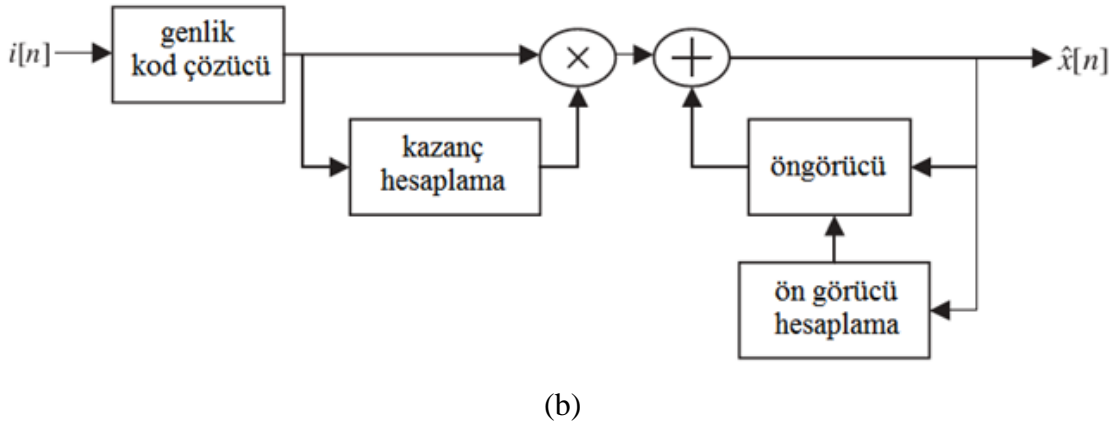 i[n]
genlik
kod çözücü
×
+
x̂[n]
kazanç
hesaplama
öngörücü
ön görücü
hesaplama
(b)